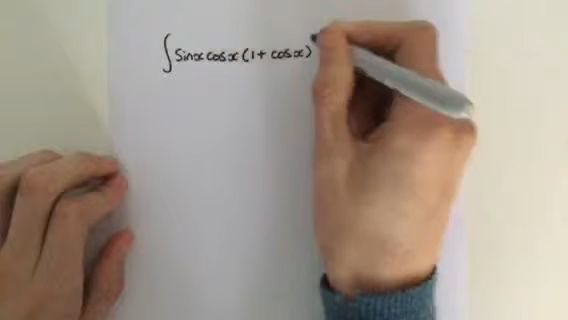 ∫ sinx cosx (1 + cosx)